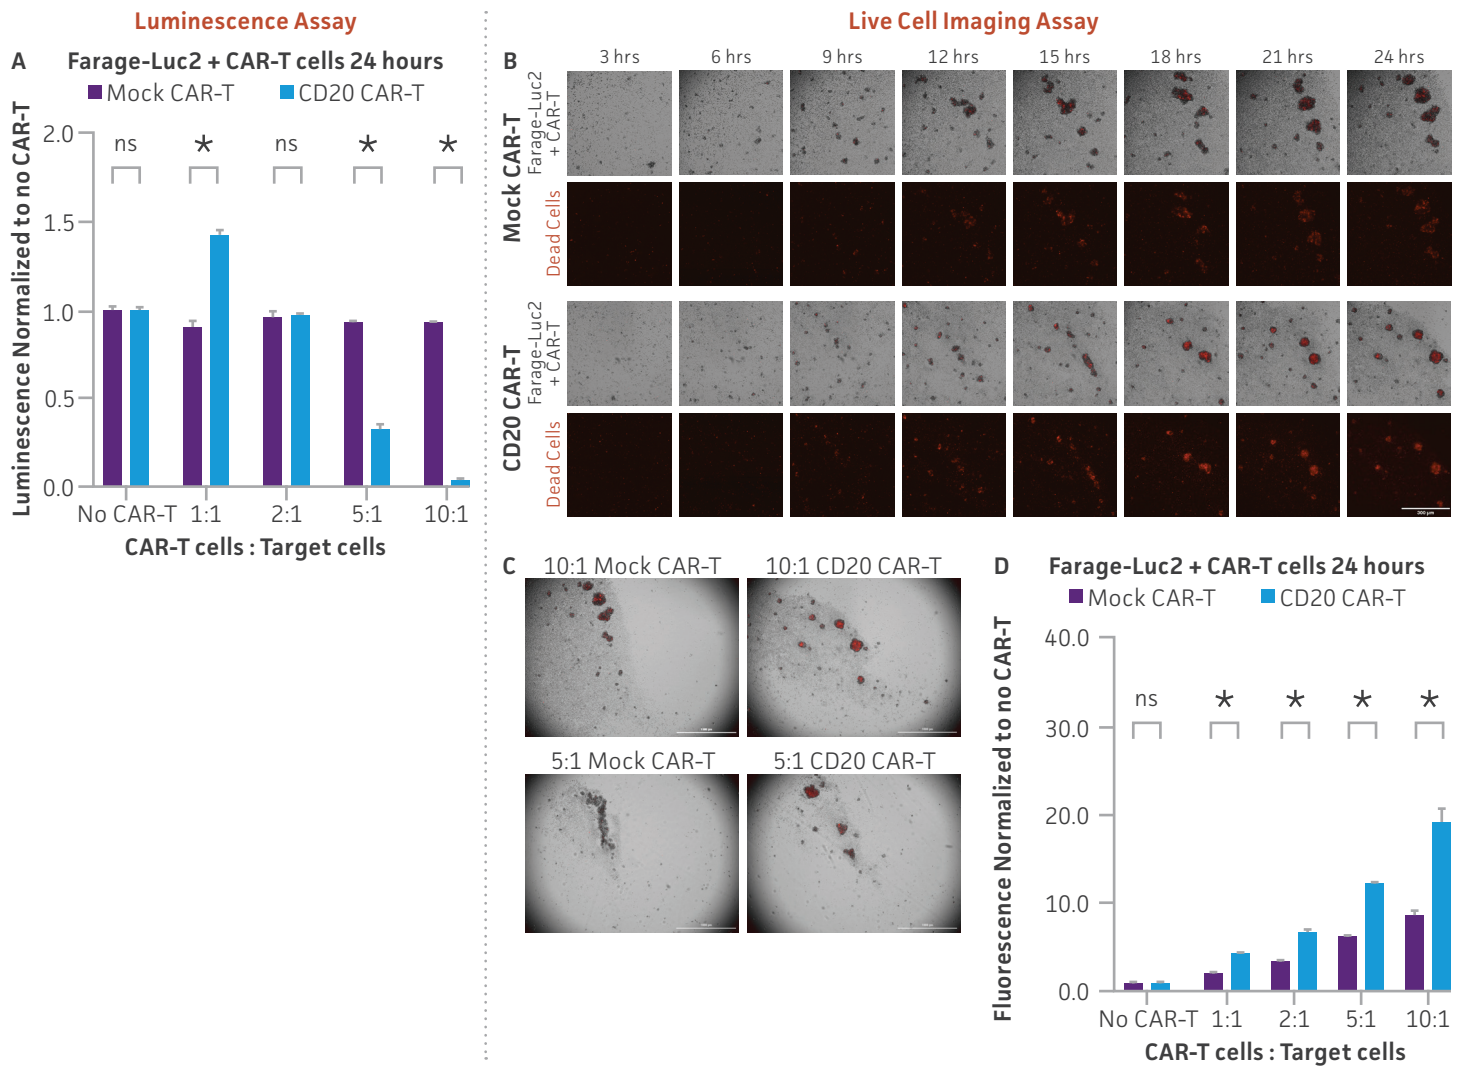 Luminescence Assay
A Farage-Luc2 + CAR-T cells 24 hours
Mock CAR-T CD20 CAR-T
Luminescence Normalized to no CAR-T
2.0
1.5
1.0
0.5
0.0
ns * ns * *
No CAR-T 1:1 2:1 5:1 10:1
CAR-T cells : Target cells
Live Cell Imaging Assay
B 3 hrs 6 hrs 9 hrs 12 hrs 15 hrs 18 hrs 21 hrs 24 hrs
Mock CAR-T
Farage-Luc2
+ CAR-T
Dead Cells
CD20 CAR-T
Farage-Luc2
+ CAR-T
Dead Cells
300 µm
C 10:1 Mock CAR-T 10:1 CD20 CAR-T
5:1 Mock CAR-T 5:1 CD20 CAR-T
D Farage-Luc2 + CAR-T cells 24 hours
Mock CAR-T CD20 CAR-T
Fluorescence Normalized to no CAR-T
40.0
30.0
20.0
10.0
0.0
ns * * * *
No CAR-T 1:1 2:1 5:1 10:1
CAR-T cells : Target cells